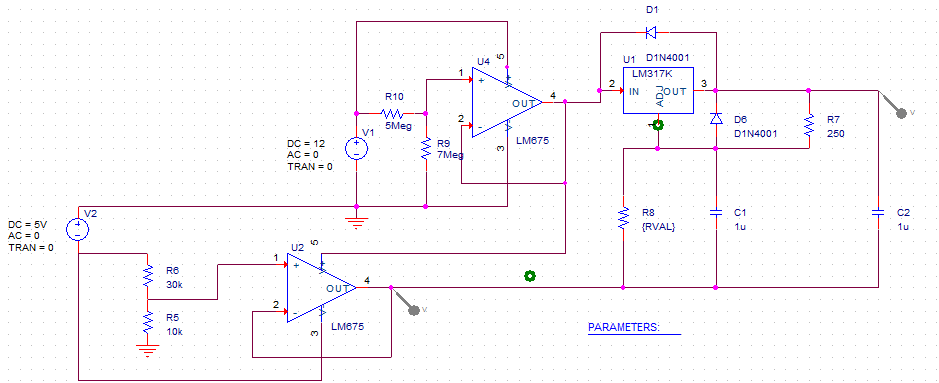 D1
D1N4001
U4
5
1
+
OUT
4
2
-
LM675
3
R10
5Meg
V1
DC = 12
AC = 0
TRAN = 0
R9
7Meg
U1
LM317K
2
IN
OUT
3
ADJ
1
D6
D1N4001
R7
250
V
R8
{RVAL}
C1
1u
C2
1u
V2
DC = 5V
AC = 0
TRAN = 0
R6
30k
R5
10k
U2
5
1
+
OUT
4
2
-
LM675
3
V
PARAMETERS: